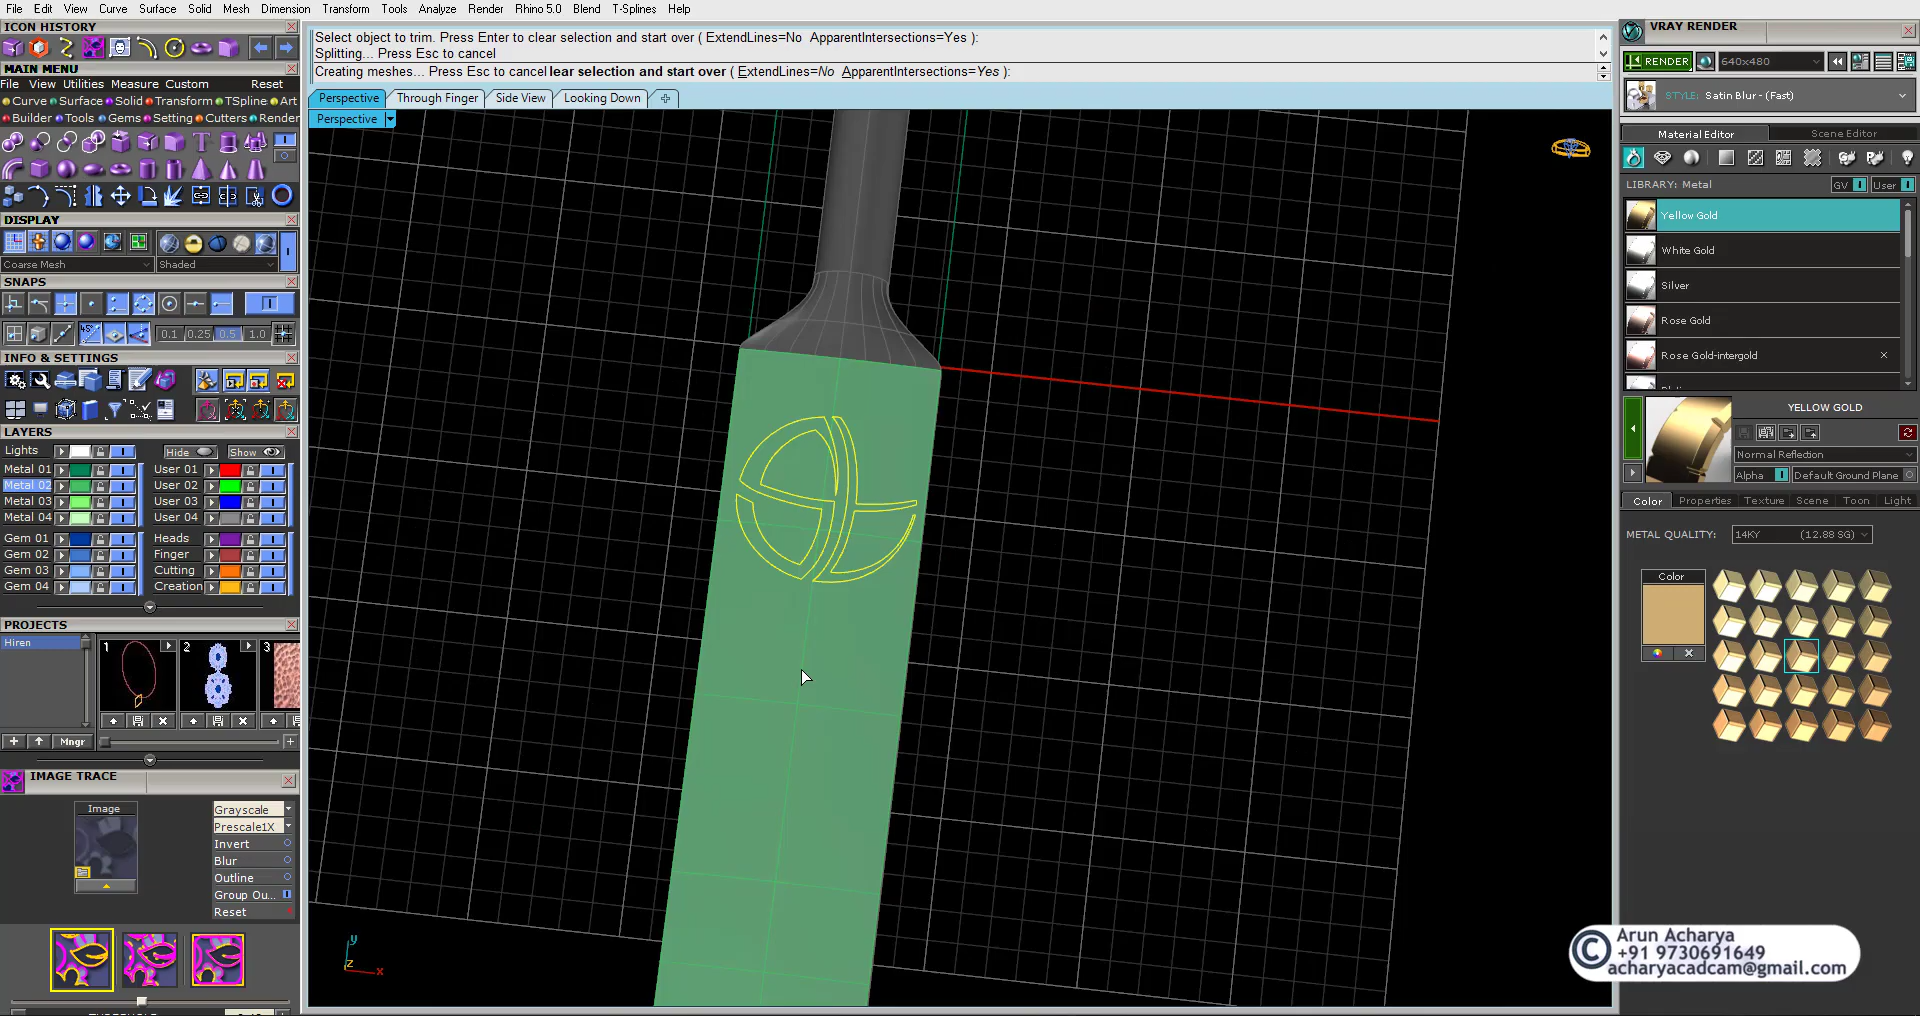 File Edit View Curve Surface Solid Mesh Dimension Transform Tools Analyze Render Rhino 5.0 Blend T-Splines Help
ICON HISTORY
MAIN MENU
File View Utilities Measure Custom Reset
Curve Surface Solid Transform TSpline Art
Builder Tools Gems Setting Cutters Render
DISPLAY
Coarse Mesh Shaded
SNAPS
0.1 0.25 0.5 1.0
INFO & SETTINGS
LAYERS
Lights Hide Show
Metal 01 User 01
Metal 02 User 02
Metal 03 User 03
Metal 04 User 04
Gem 01 Heads
Gem 02 Finger
Gem 03 Cutting
Gem 04 Creation
PROJECTS
Hiren
1 2 3
Mngr
IMAGE TRACE
Image
Grayscale
Prescale1X
Invert
Blur
Outline
Group Ou...
Reset
Select object to trim. Press Enter to clear selection and start over ( ExtendLines=No ApparentIntersections=Yes ):
Splitting... Press Esc to cancel
Creating meshes... Press Esc to cancel lear selection and start over ( ExtendLines=No ApparentIntersections=Yes ):
Perspective Through Finger Side View Looking Down
Perspective
y
z x
VRAY RENDER
RENDER 640x480
STYLE: Satin Blur - (Fast)
Material Editor Scene Editor
LIBRARY: Metal GV User
Yellow Gold
White Gold
Silver
Rose Gold
Rose Gold-intergold
YELLOW GOLD
Normal Reflection
Alpha Default Ground Plane
Color Properties Texture Scene Toon Light
METAL QUALITY: 14KY (12.88 SG)
Color
© Arun Acharya
+91 9730691649
acharyacadcam@gmail.com